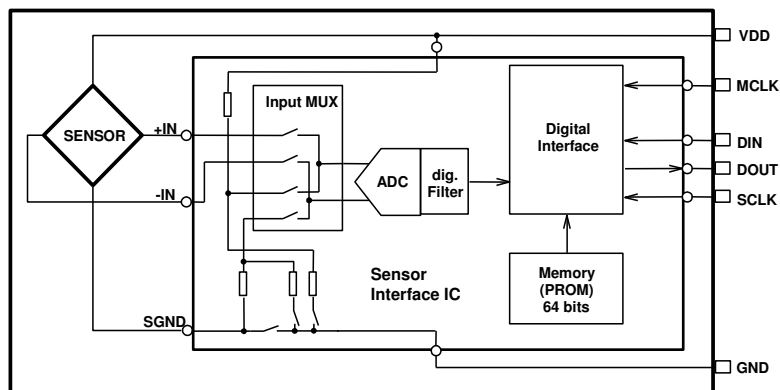 VDD
MCLK
Input MUX
+IN
SENSOR
Digital
Interface
DIN
dig.
Filter
ADC
DOUT
-IN
SCLK
Sensor
Interface IC
Memory
(PROM)
64 bits
SGND
GND